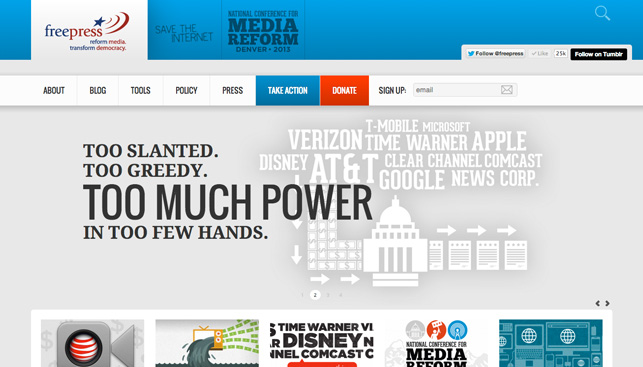 freepress
reform media.
transform democracy.
SAVE THE
INTERNET
NATIONAL CONFERENCE FOR
MEDIA
REFORM
DENVER • 2013
Follow @freepress
Like
25k
Follow on Tumblr
ABOUT
BLOG
TOOLS
POLICY
PRESS
TAKE ACTION
DONATE
SIGN UP:
email
TOO SLANTED.
TOO GREEDY.
TOO MUCH POWER
IN TOO FEW HANDS.
VERIZON
T-MOBILE
MICROSOFT
TIME WARNER
APPLE
DISNEY
AT&T
CLEAR CHANNEL
COMCAST
GOOGLE
NEWS CORP.
2
TIME WARNER
DISNEY
COMCAST
NATIONAL CONFERENCE FOR
MEDIA